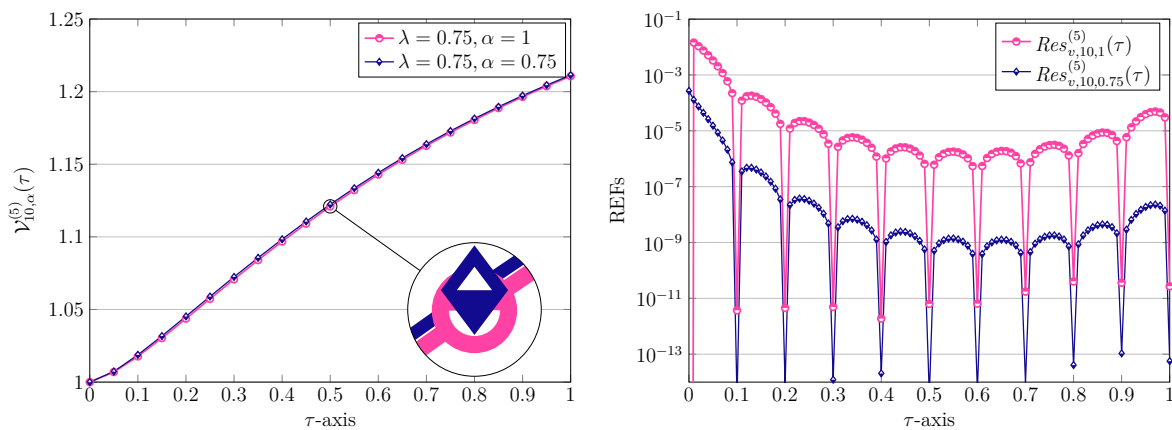 1.25
1.2
1.15
1.1
1.05
1
0 0.1 0.2 0.3 0.4 0.5 0.6 0.7 0.8 0.9 1
τ-axis
𝒱^{(5)}_{10,α}(τ)
λ = 0.75, α = 1
λ = 0.75, α = 0.75
10^{−1}
10^{−3}
10^{−5}
10^{−7}
10^{−9}
10^{−11}
10^{−13}
0 0.1 0.2 0.3 0.4 0.5 0.6 0.7 0.8 0.9 1
τ-axis
REFs
Res^{(5)}_{v,10,1}(τ)
Res^{(5)}_{v,10,0.75}(τ)